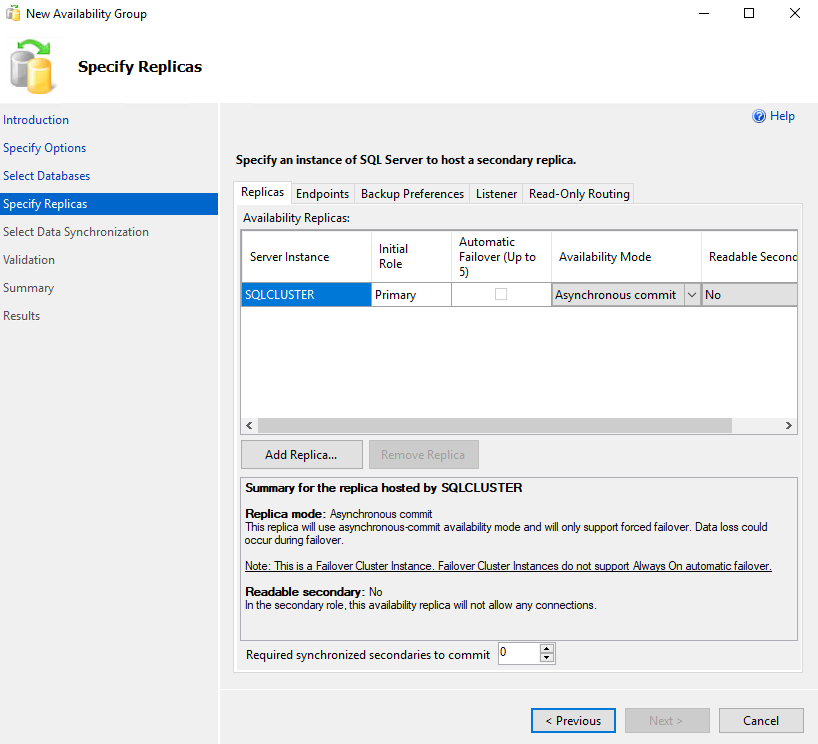 New Availability Group
Specify Replicas
Introduction
Specify Options
Select Databases
Specify Replicas
Select Data Synchronization
Validation
Summary
Results
Help
Specify an instance of SQL Server to host a secondary replica.
Replicas Endpoints Backup Preferences Listener Read-Only Routing
Availability Replicas:
Server Instance
Initial
Role
Automatic
Failover (Up to
5)
Availability Mode
Readable Second
SQLCLUSTER Primary Asynchronous commit No
Add Replica... Remove Replica
Summary for the replica hosted by SQLCLUSTER
Replica mode: Asynchronous commit
This replica will use asynchronous-commit availability mode and will only support forced failover. Data loss could
occur during failover.
Note: This is a Failover Cluster Instance. Failover Cluster Instances do not support Always On automatic failover.
Readable secondary: No
In the secondary role, this availability replica will not allow any connections.
Required synchronized secondaries to commit 0
< Previous Next > Cancel